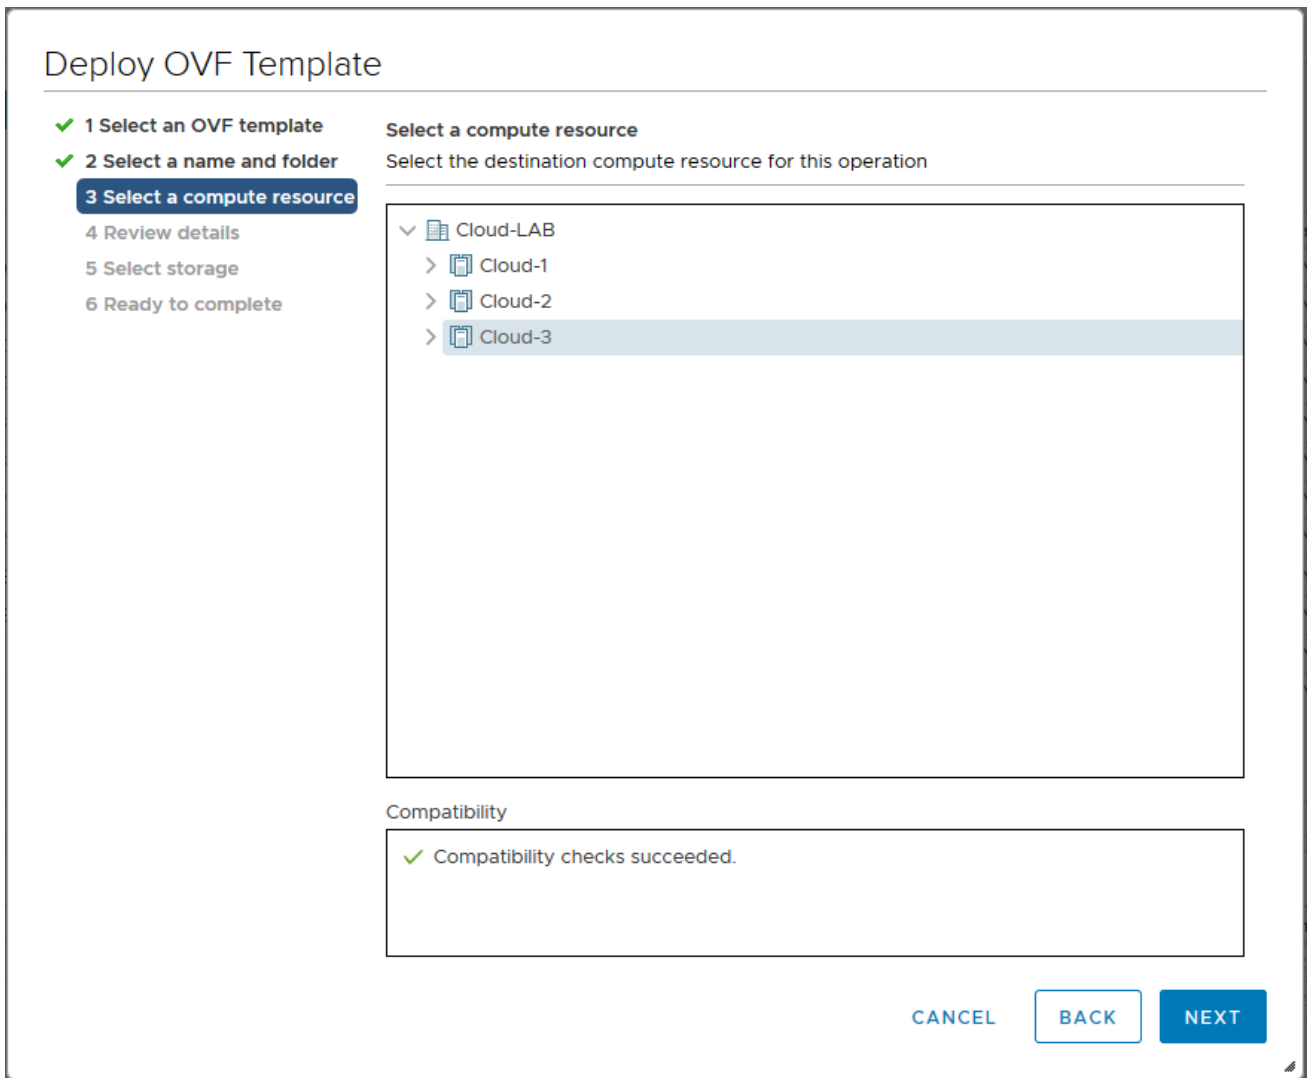 Deploy OVF Template
1 Select an OVF template
2 Select a name and folder
3 Select a compute resource
4 Review details
5 Select storage
6 Ready to complete
Select a compute resource
Select the destination compute resource for this operation
Cloud-LAB
Cloud-1
Cloud-2
Cloud-3
Compatibility
Compatibility checks succeeded.
CANCEL
BACK
NEXT